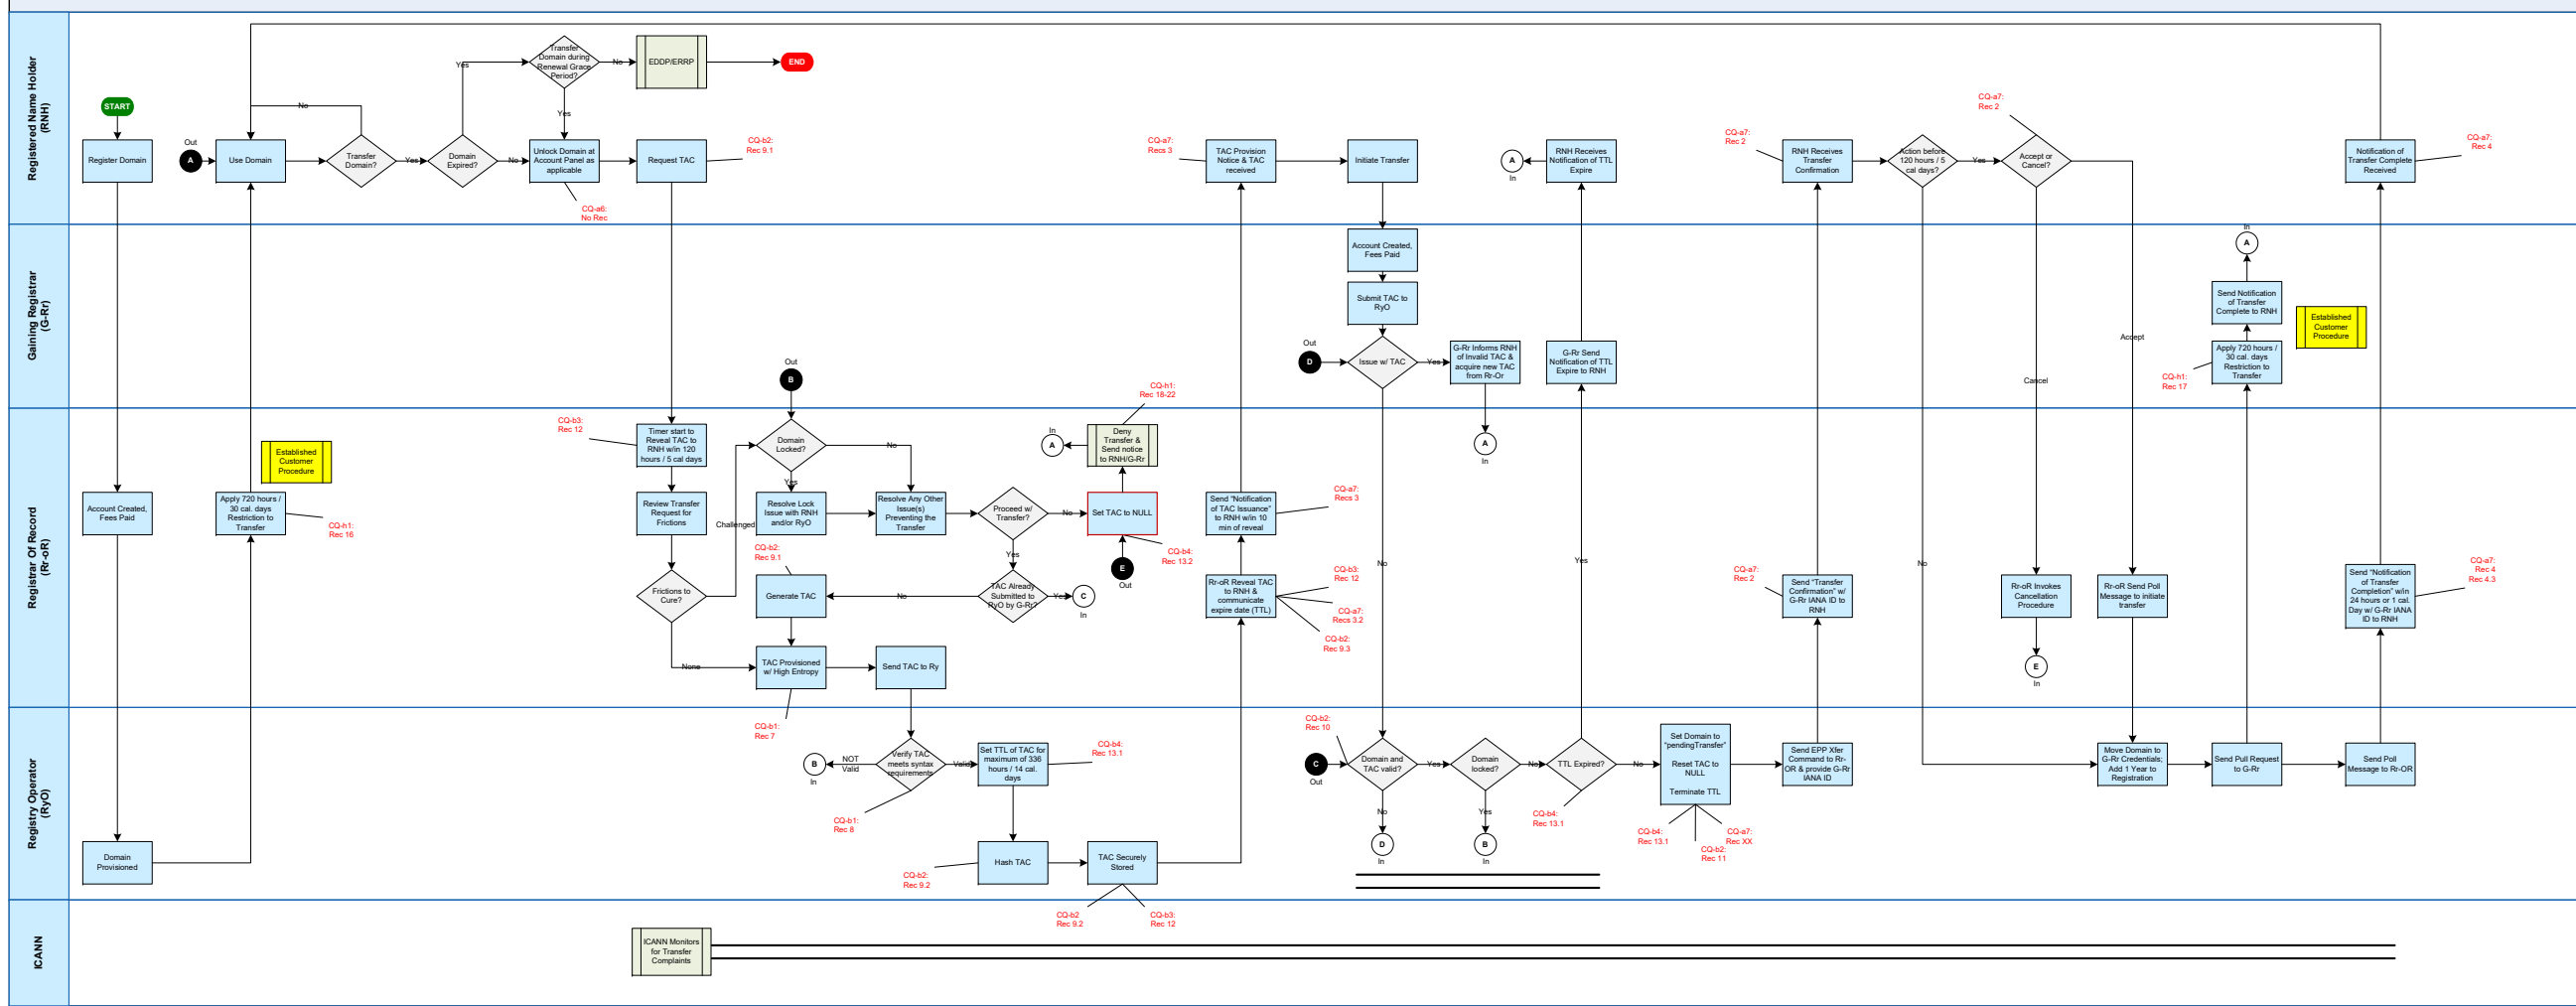 Registered Name Holder
(RNH)
START
Register Domain
Out
A
Use Domain
No
Transfer
Domain?
Yes
Domain
Expired?
Yes
No
Transfer
Domain during
Renewal Grace
Period?
No
Yes
EDDP/ERRP
END
Unlock Domain at
Account Panel as
applicable
CQ-a6:
No Rec
Request TAC
CQ-b2:
Rec 9.1
CQ-a7:
Recs 3
TAC Provision
Notice & TAC
received
Initiate Transfer
A
In
RNH Receives
Notification of TTL
Expire
CQ-a7:
Rec 2
RNH Receives
Transfer
Confirmation
Action before
120 hours / 5
cal days?
Yes
CQ-a7:
Rec 2
Accept or
Cancel?
Notification of
Transfer Complete
Received
CQ-a7:
Rec 4
Gaining Registrar
(G-Rr)
Account Created,
Fees Paid
Submit TAC to
RyO
Out
D
Issue w/ TAC
Yes
G-Rr Informs RNH
of Invalid TAC &
acquire new TAC
from Rr-Or
G-Rr Send
Notification of TTL
Expire to RNH
Cancel
Accept
In
A
Send Notification
of Transfer
Complete to RNH
Apply 720 hours /
30 cal. days
Restriction to
Transfer
CQ-h1:
Rec 17
Established
Customer
Procedure
Out
B
Registrar Of Record
(Rr-oR)
Account Created,
Fees Paid
Apply 720 hours /
30 cal. days
Restriction to
Transfer
Established
Customer
Procedure
CQ-h1:
Rec 16
CQ-b3:
Rec 12
Timer start to
Reveal TAC to
RNH w/in 120
hours / 5 cal days
Review Transfer
Request for
Frictions
Frictions to
Cure?
Challenged
None
Domain
Locked?
No
Yes
Resolve Lock
Issue with RNH
and/or RyO
Resolve Any Other
Issue(s)
Preventing the
Transfer
Proceed w/
Transfer?
No
Yes
Set TAC to NULL
CQ-b4:
Rec 13.2
E
Out
In
A
Deny
Transfer &
Send notice
to RNH/G-Rr
CQ-h1:
Rec 18-22
CQ-b2:
Rec 9.1
Generate TAC
No
TAC Already
Submitted to
RyO by G-Rr?
Yes
C
In
TAC Provisioned
w/ High Entropy
CQ-b1:
Rec 7
Send TAC to Ry
Send "Notification
of TAC Issuance"
to RNH w/in 10
min of reveal
CQ-a7:
Recs 3
Rr-oR Reveal TAC
to RNH &
communicate
expire date (TTL)
CQ-b3:
Rec 12
CQ-a7:
Recs 3.2
CQ-b2:
Rec 9.3
A
In
No
Yes
CQ-a7:
Rec 2
Send "Transfer
Confirmation" w/
G-Rr IANA ID to
RNH
No
Rr-oR Invokes
Cancellation
Procedure
E
In
Rr-oR Send Poll
Message to initiate
transfer
Send "Notification
of Transfer
Completion" w/in
24 hours or 1 cal.
Day w/ G-Rr IANA
ID to RNH
CQ-a7:
Rec 4
Rec 4.3
Registry Operator
(RyO)
Domain
Provisioned
B
In
NOT
Valid
Verify TAC
meets syntax
requirements
Valid
CQ-b1:
Rec 8
Set TTL of TAC for
maximum of 336
hours / 14 cal.
days
CQ-b4:
Rec 13.1
Hash TAC
CQ-b2:
Rec 9.2
TAC Securely
Stored
CQ-b2
Rec 9.2
CQ-b3:
Rec 12
CQ-b2:
Rec 10
C
Out
Domain and
TAC valid?
Yes
No
D
In
Domain
locked?
No
Yes
B
In
TTL Expired?
No
CQ-b4:
Rec 13.1
Set Domain to
"pendingTransfer"
Reset TAC to
NULL
Terminate TTL
CQ-b4:
Rec 13.1
CQ-b2:
Rec 11
CQ-a7:
Rec XX
Send EPP Xfer
Command to Rr-
OR & provide G-Rr
IANA ID
Move Domain to
G-Rr Credentials;
Add 1 Year to
Registration
Send Pull Request
to G-Rr
Send Poll
Message to Rr-OR
ICANN
ICANN Monitors
for Transfer
Complaints